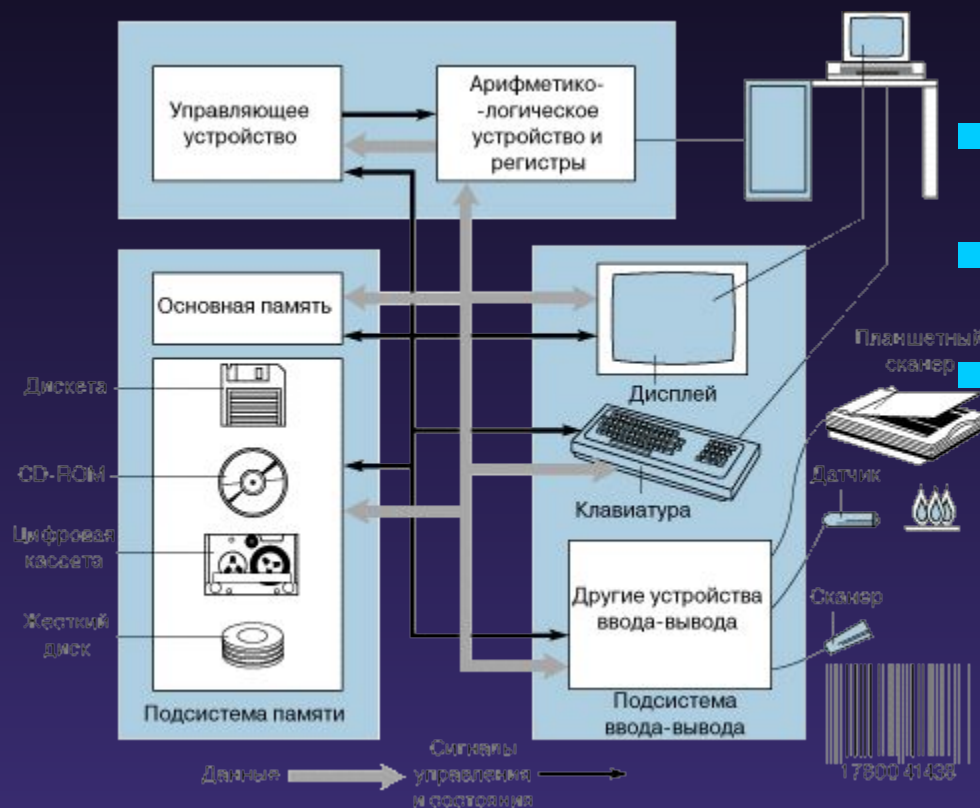 Управляющее
устройство
Арифметико-
-логическое
устройство и
регистры
Основная память
Дискета
CD-ROM
Цифровая
кассета
Жесткий
диск
Подсистема памяти
Дисплей
Клавиатура
Другие устройства
ввода-вывода
Подсистема
ввода-вывода
Планшетный
сканер
Датчик
Сканер
17800 41438
Данные
Сигналы
управления
и состояния